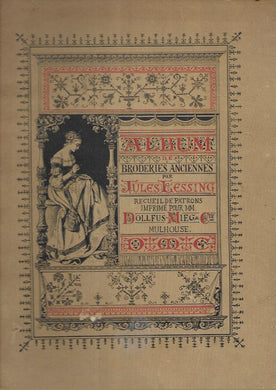 ALBUM
DE
BRODERIES ANCIENNES
PAR
JULES LESSING
RECUEIL DE PATRONS
IMPRIMÉ POUR MM.
DOLLFUS-MIEG & CIE
MULHOUSE.
D M C